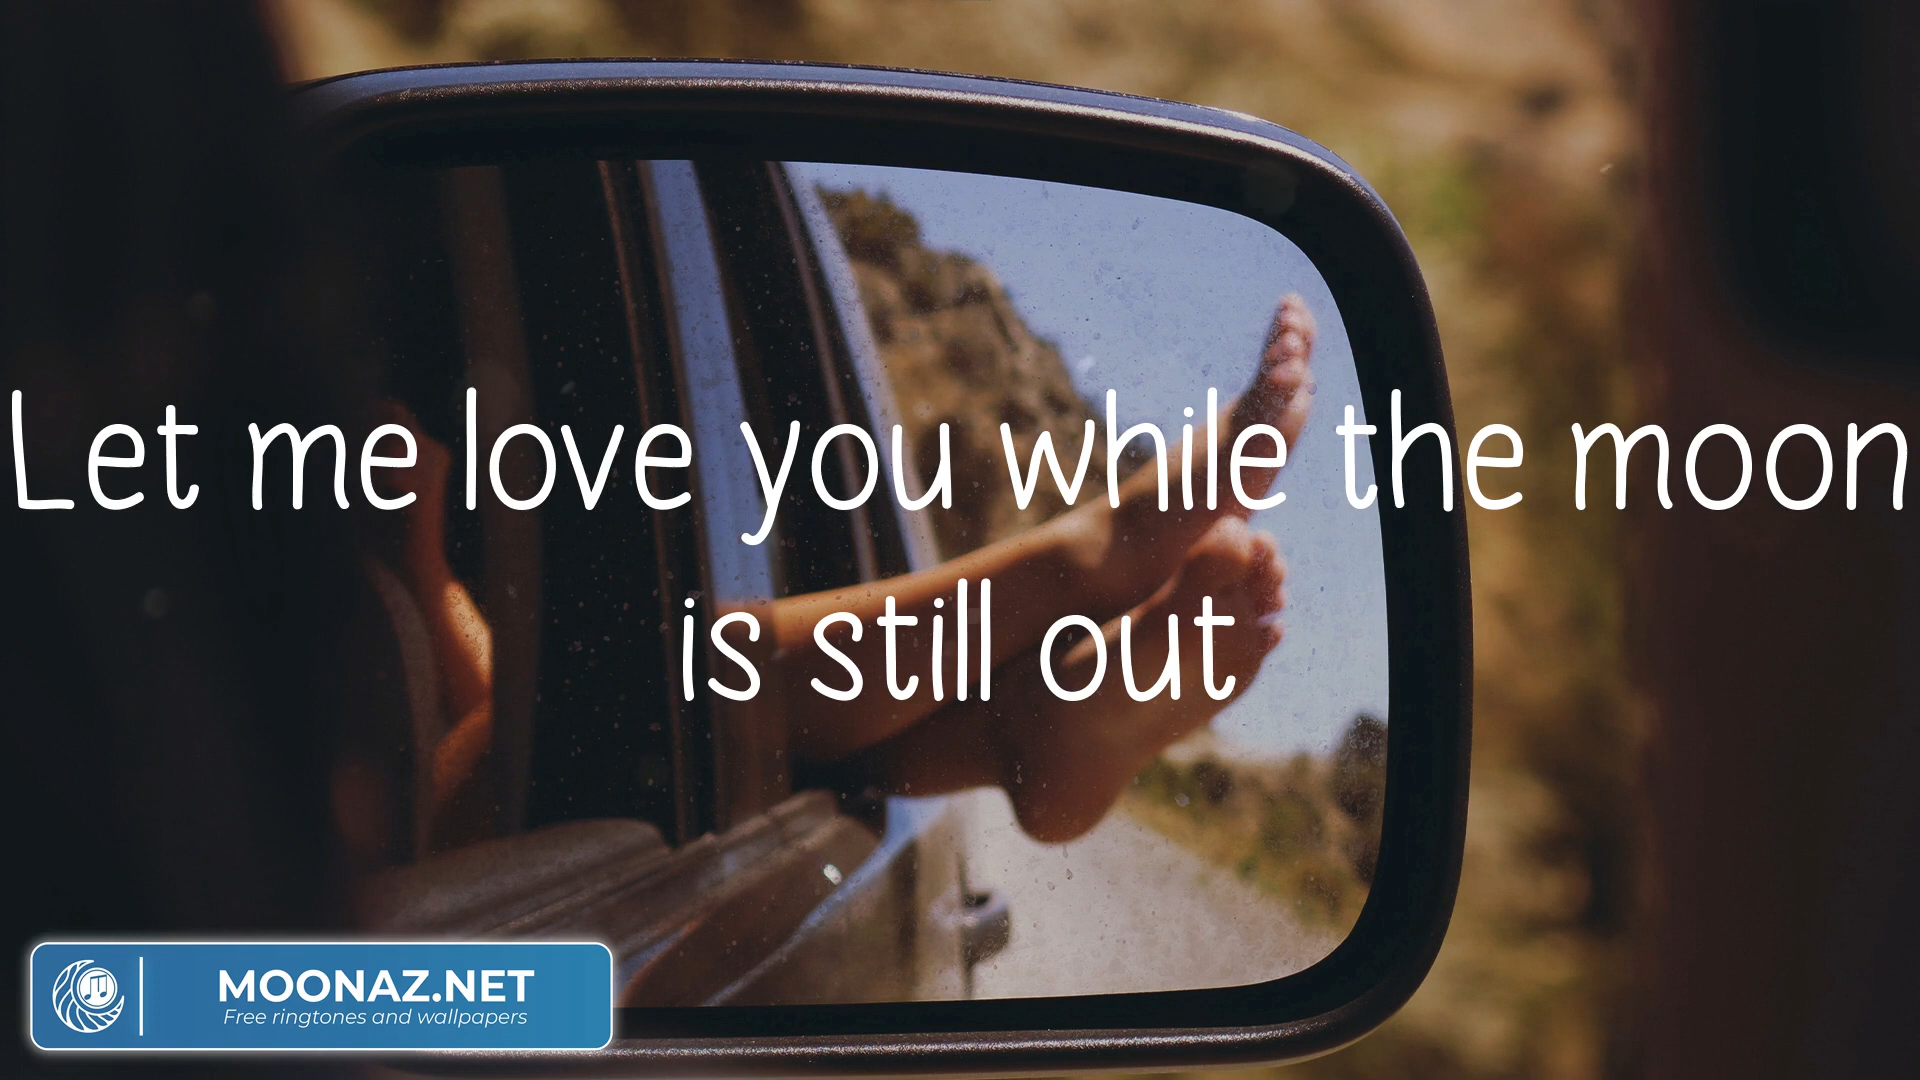 Let me love you while the moon
is still out
MOONAZ.NET
Free ringtones and wallpapers